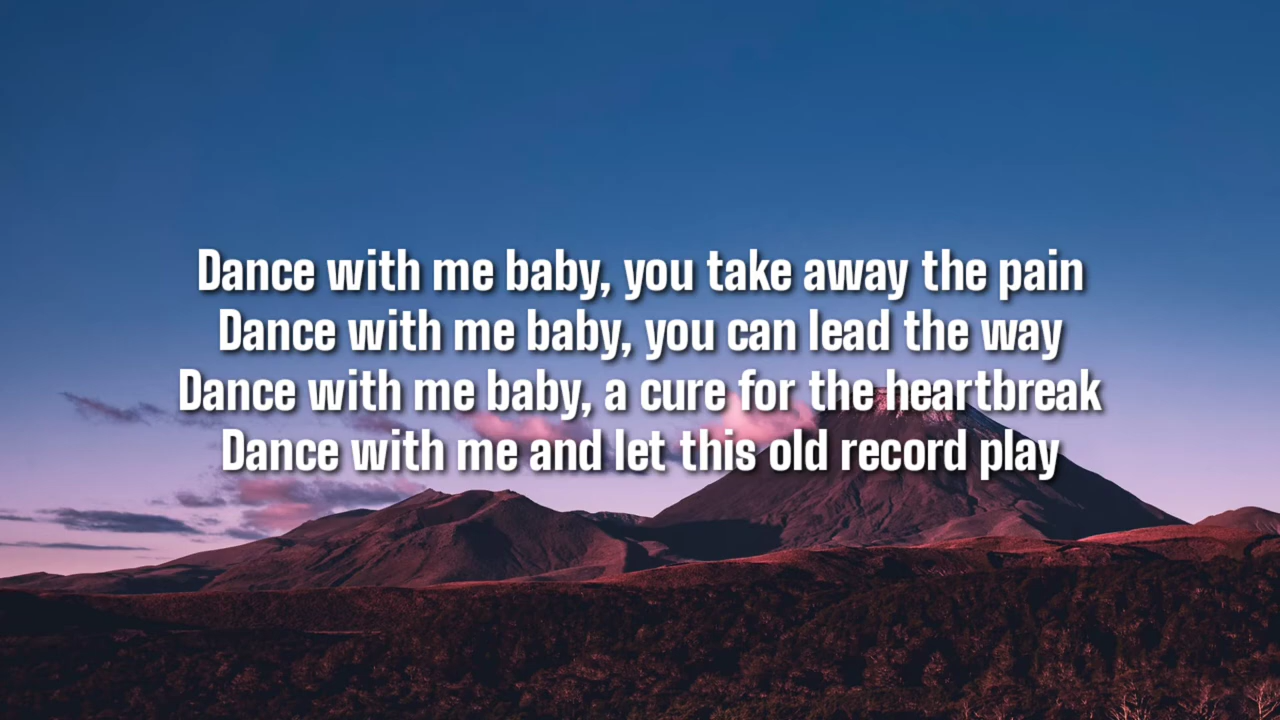 Dance with me baby, you take away the pain
Dance with me baby, you can lead the way
Dance with me baby, a cure for the heartbreak
Dance with me and let this old record play